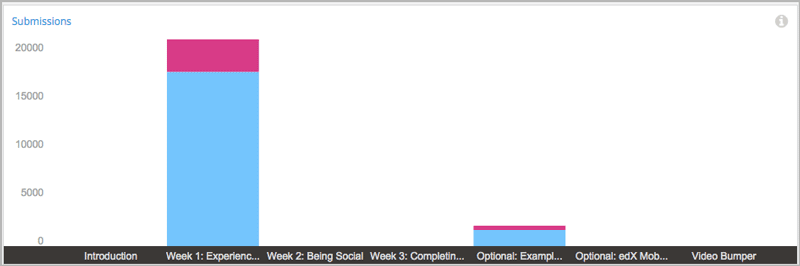 Submissions
20000
15000
10000
5000
0
Introduction
Week 1: Experienc...
Week 2: Being Social
Week 3: Completin...
Optional: Exampl...
Optional: edX Mob...
Video Bumper